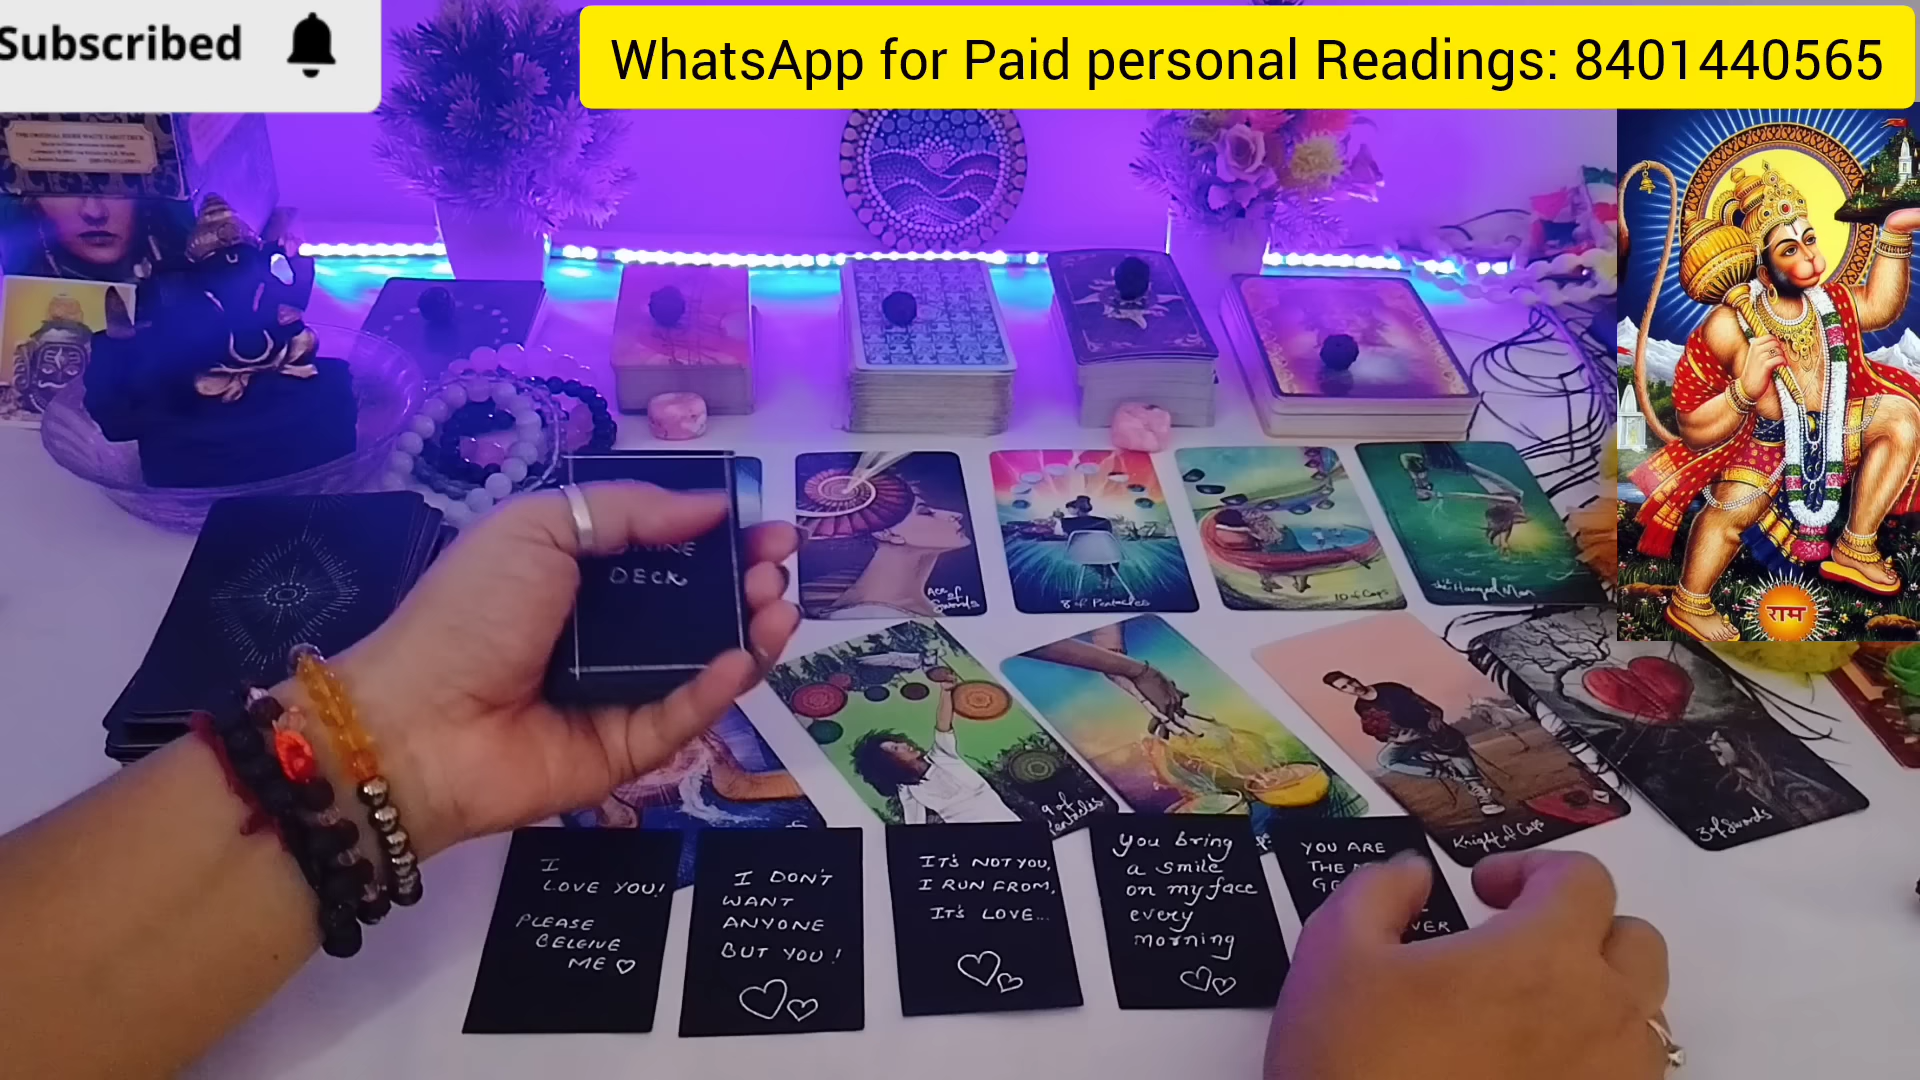 Subscribed
WhatsApp for Paid personal Readings: 8401440565
DECK
Ace of
Swords
8 of Pentacles
10 of Cups
The Hanged Man
9 of
Pentacles
Knight of Cups
3 of Swords
राम
I
LOVE YOU!
PLEASE
BELEIVE
ME
I DON'T
WANT
ANYONE
BUT YOU!
IT'S NOT YOU,
I RUN FROM,
IT'S LOVE...
You bring
a smile
on my face
every
morning
YOU ARE
THE